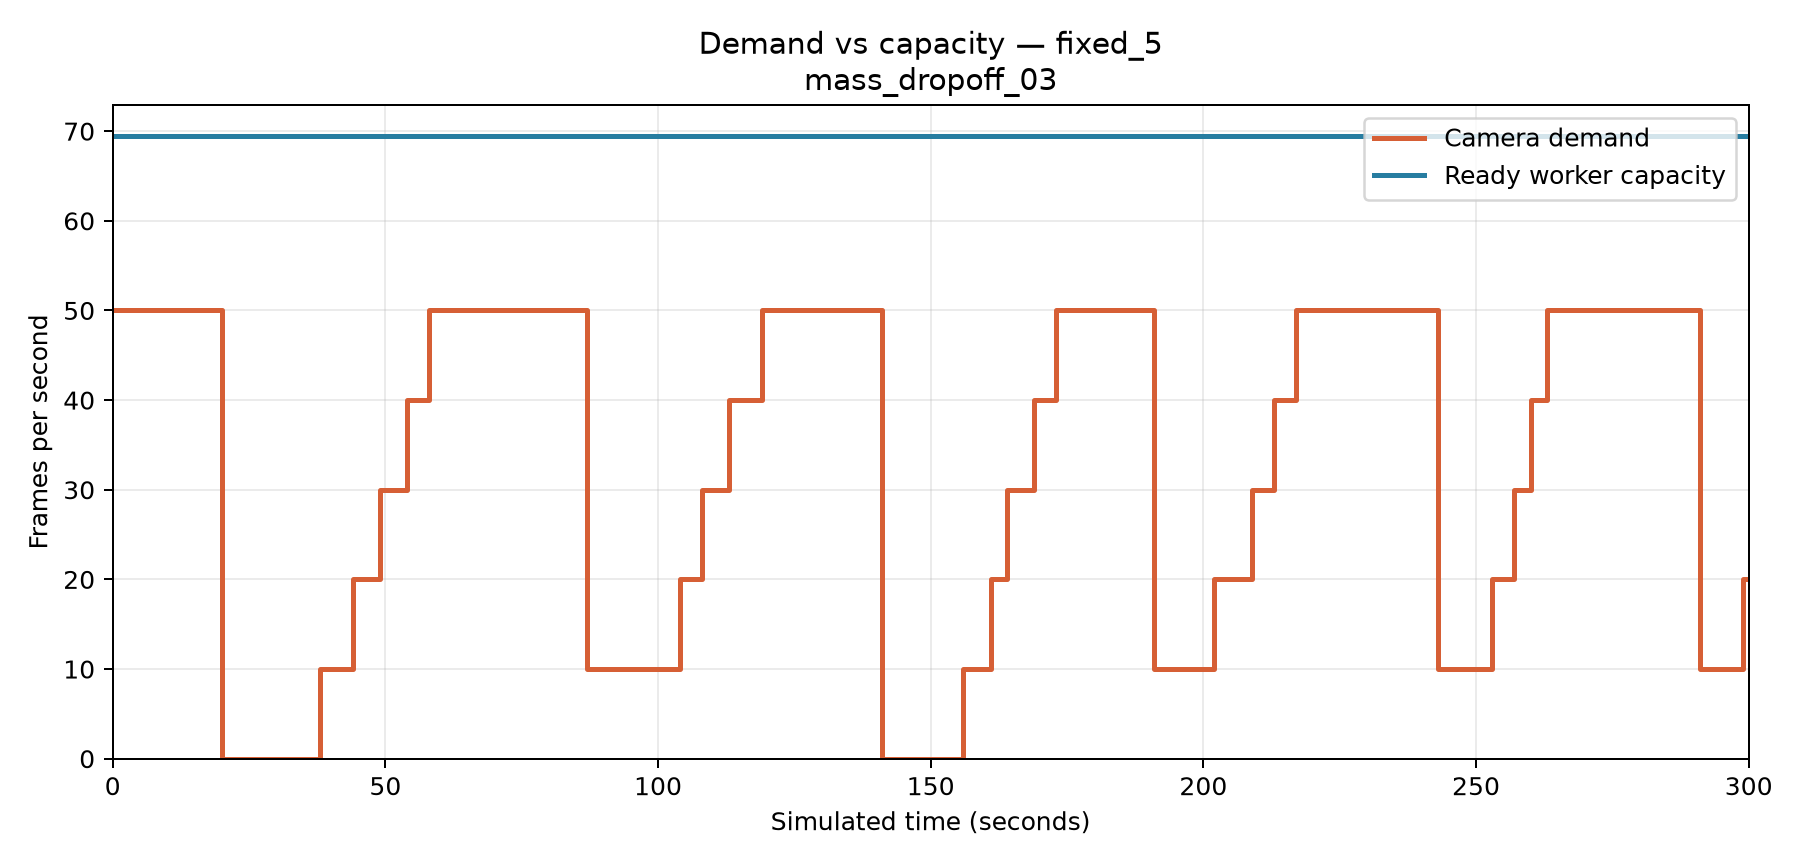 Demand vs capacity — fixed_5
mass_dropoff_03
Camera demand
Ready worker capacity
Frames per second
70
60
50
40
30
20
10
0
0 50 100 150 200 250 300
Simulated time (seconds)